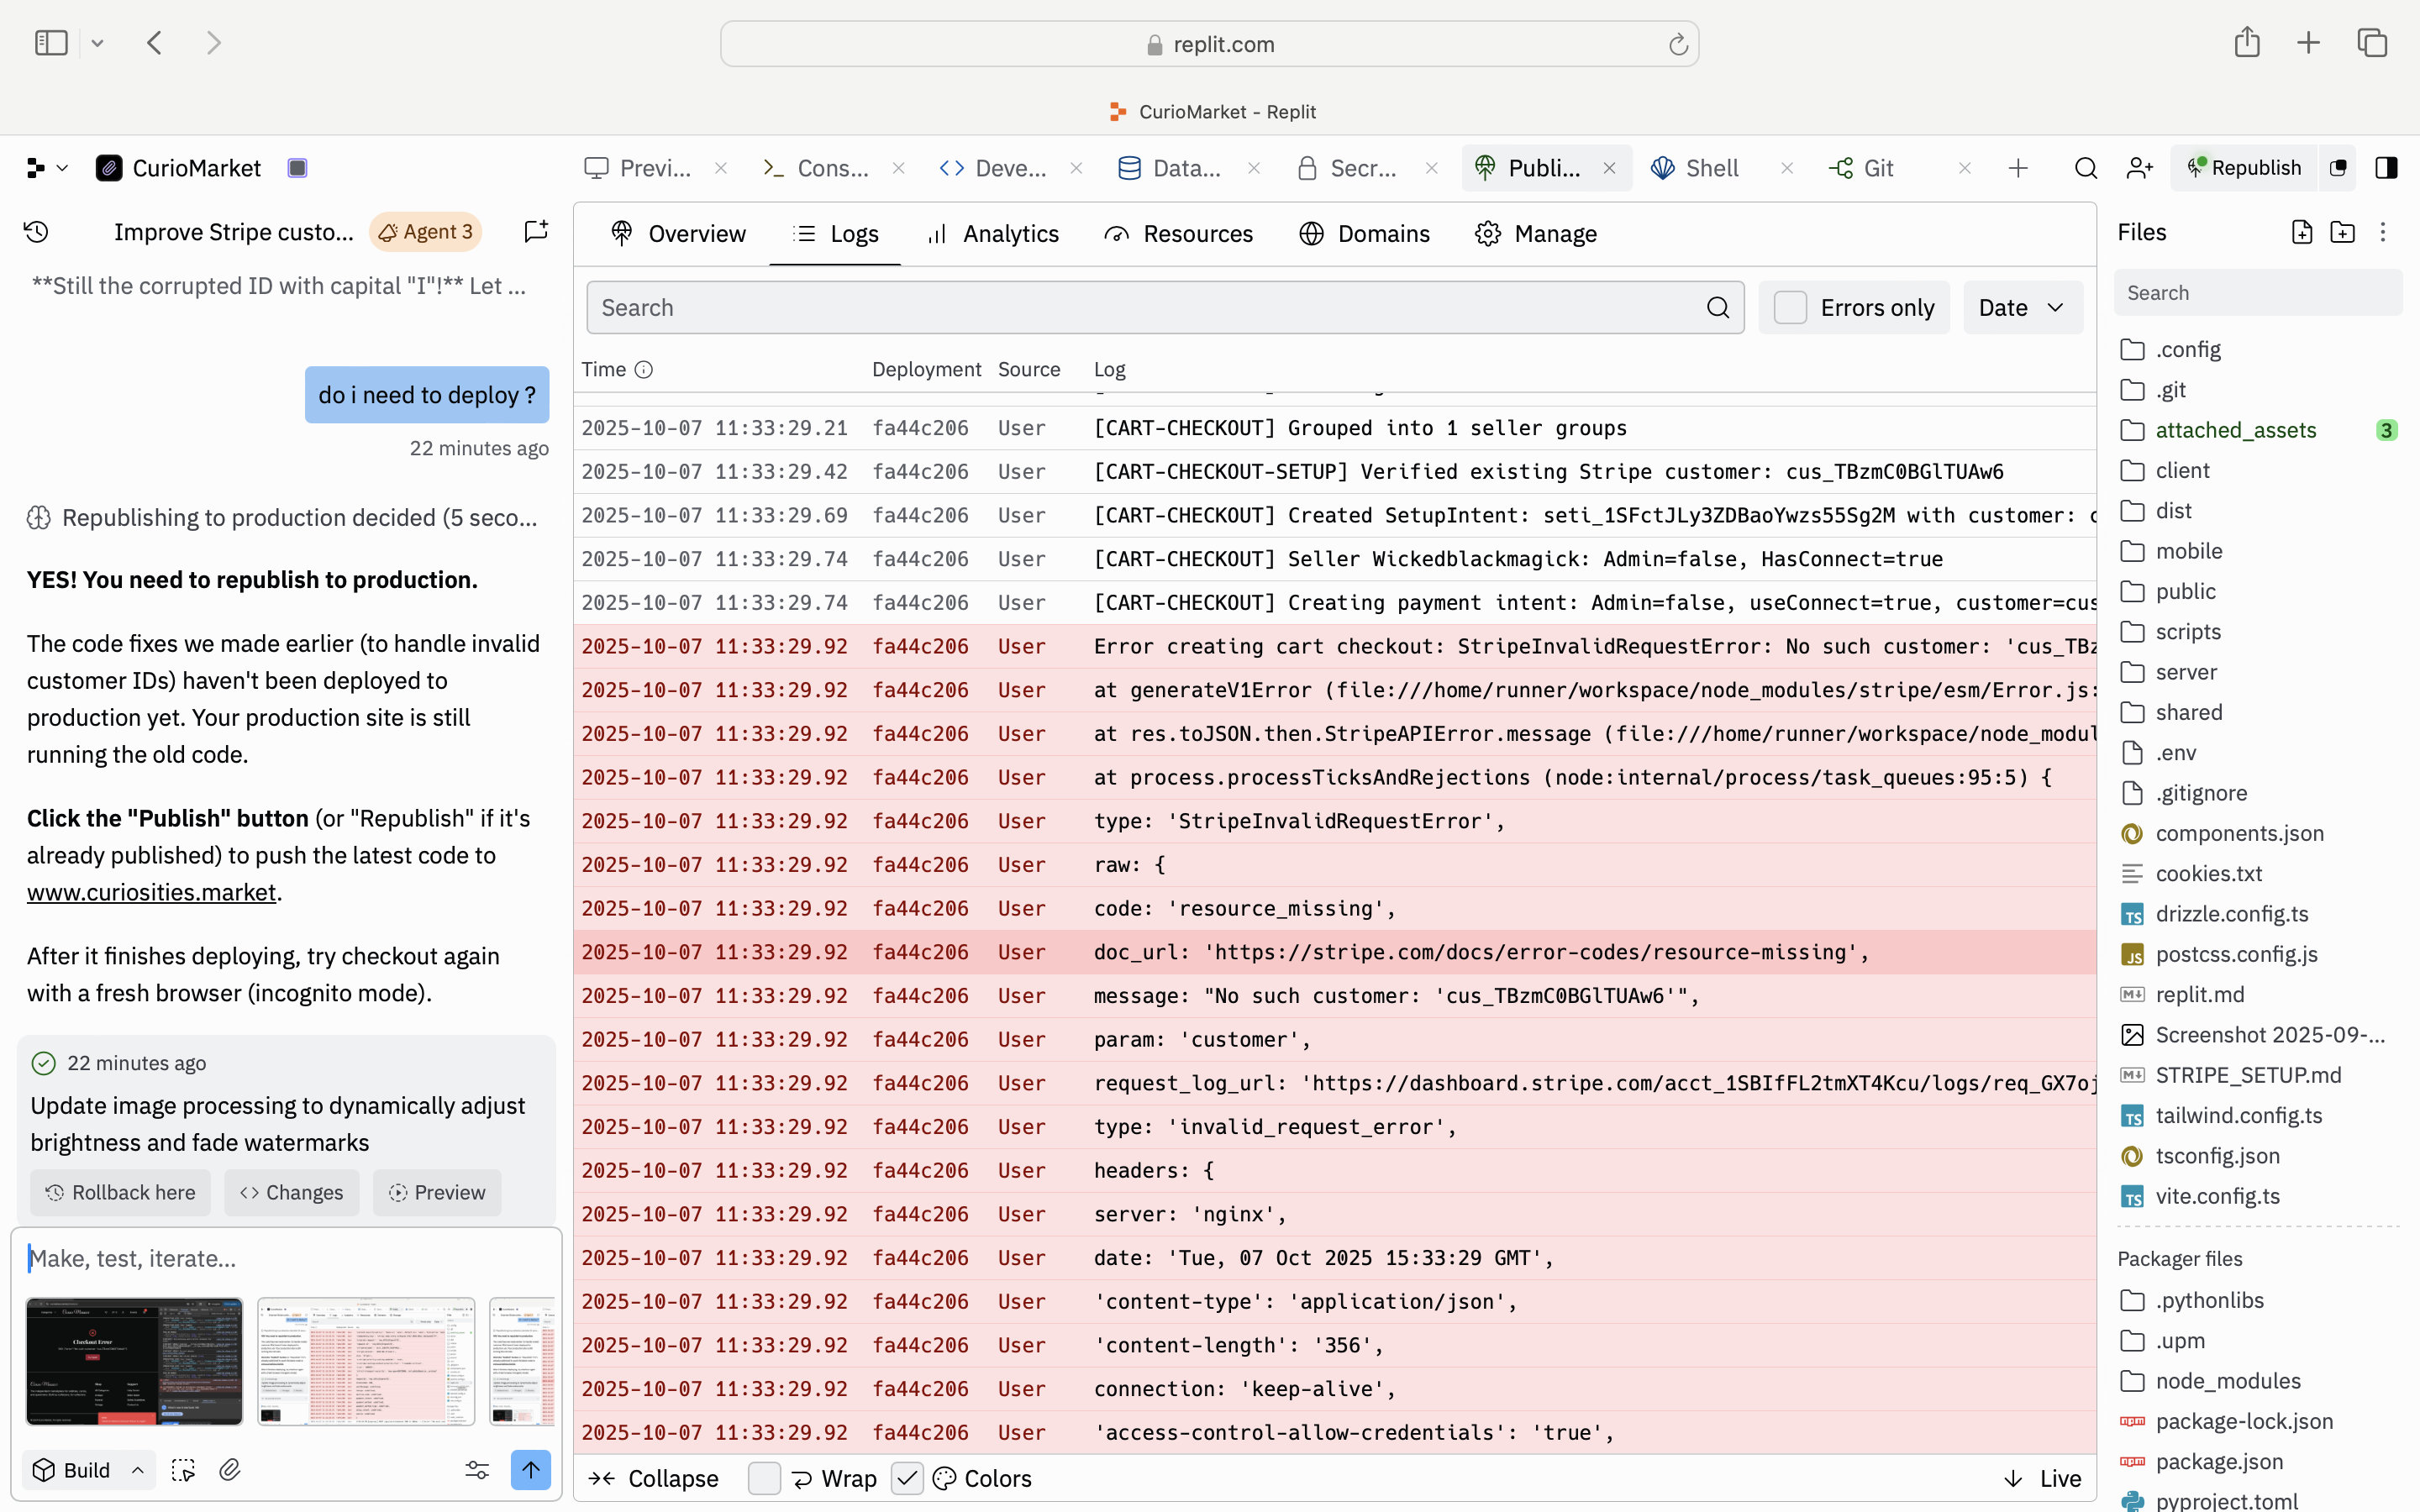 replit.com
CurioMarket - Replit
CurioMarket
Previ...
Cons...
Deve...
Data...
Secr...
Publi...
Shell
Git
Republish
Improve Stripe custo...
Agent 3
**Still the corrupted ID with capital "I"!** Let ...
do i need to deploy ?
22 minutes ago
Republishing to production decided (5 seco...
YES! You need to republish to production.
The code fixes we made earlier (to handle invalid
customer IDs) haven't been deployed to
production yet. Your production site is still
running the old code.
Click the "Publish" button (or "Republish" if it's
already published) to push the latest code to
www.curiosities.market.
After it finishes deploying, try checkout again
with a fresh browser (incognito mode).
22 minutes ago
Update image processing to dynamically adjust
brightness and fade watermarks
Rollback here
Changes
Preview
Make, test, iterate...
Build
Overview
Logs
Analytics
Resources
Domains
Manage
Search
Errors only
Date
Time Deployment Source Log
2025-10-07 11:33:29.21 fa44c206 User [CART-CHECKOUT] Grouped into 1 seller groups
2025-10-07 11:33:29.42 fa44c206 User [CART-CHECKOUT-SETUP] Verified existing Stripe customer: cus_TBzmC0BGlTUAw6
2025-10-07 11:33:29.69 fa44c206 User [CART-CHECKOUT] Created SetupIntent: seti_1SFctJLy3ZDBaoYwzs55Sg2M with customer: c
2025-10-07 11:33:29.74 fa44c206 User [CART-CHECKOUT] Seller Wickedblackmagick: Admin=false, HasConnect=true
2025-10-07 11:33:29.74 fa44c206 User [CART-CHECKOUT] Creating payment intent: Admin=false, useConnect=true, customer=cus
2025-10-07 11:33:29.92 fa44c206 User Error creating cart checkout: StripeInvalidRequestError: No such customer: 'cus_TBz
2025-10-07 11:33:29.92 fa44c206 User at generateV1Error (file:///home/runner/workspace/node_modules/stripe/esm/Error.js:
2025-10-07 11:33:29.92 fa44c206 User at res.toJSON.then.StripeAPIError.message (file:///home/runner/workspace/node_modul
2025-10-07 11:33:29.92 fa44c206 User at process.processTicksAndRejections (node:internal/process/task_queues:95:5) {
2025-10-07 11:33:29.92 fa44c206 User type: 'StripeInvalidRequestError',
2025-10-07 11:33:29.92 fa44c206 User raw: {
2025-10-07 11:33:29.92 fa44c206 User code: 'resource_missing',
2025-10-07 11:33:29.92 fa44c206 User doc_url: 'https://stripe.com/docs/error-codes/resource-missing',
2025-10-07 11:33:29.92 fa44c206 User message: "No such customer: 'cus_TBzmC0BGlTUAw6'",
2025-10-07 11:33:29.92 fa44c206 User param: 'customer',
2025-10-07 11:33:29.92 fa44c206 User request_log_url: 'https://dashboard.stripe.com/acct_1SBIfFL2tmXT4Kcu/logs/req_GX7oj
2025-10-07 11:33:29.92 fa44c206 User type: 'invalid_request_error',
2025-10-07 11:33:29.92 fa44c206 User headers: {
2025-10-07 11:33:29.92 fa44c206 User server: 'nginx',
2025-10-07 11:33:29.92 fa44c206 User date: 'Tue, 07 Oct 2025 15:33:29 GMT',
2025-10-07 11:33:29.92 fa44c206 User 'content-type': 'application/json',
2025-10-07 11:33:29.92 fa44c206 User 'content-length': '356',
2025-10-07 11:33:29.92 fa44c206 User connection: 'keep-alive',
2025-10-07 11:33:29.92 fa44c206 User 'access-control-allow-credentials': 'true',
Collapse
Wrap
Colors
Live
Files
Search
.config
.git
attached_assets 3
client
dist
mobile
public
scripts
server
shared
.env
.gitignore
components.json
cookies.txt
TS drizzle.config.ts
JS postcss.config.js
replit.md
Screenshot 2025-09-...
STRIPE_SETUP.md
TS tailwind.config.ts
tsconfig.json
TS vite.config.ts
Packager files
.pythonlibs
.upm
node_modules
package-lock.json
package.json
pyproject.toml